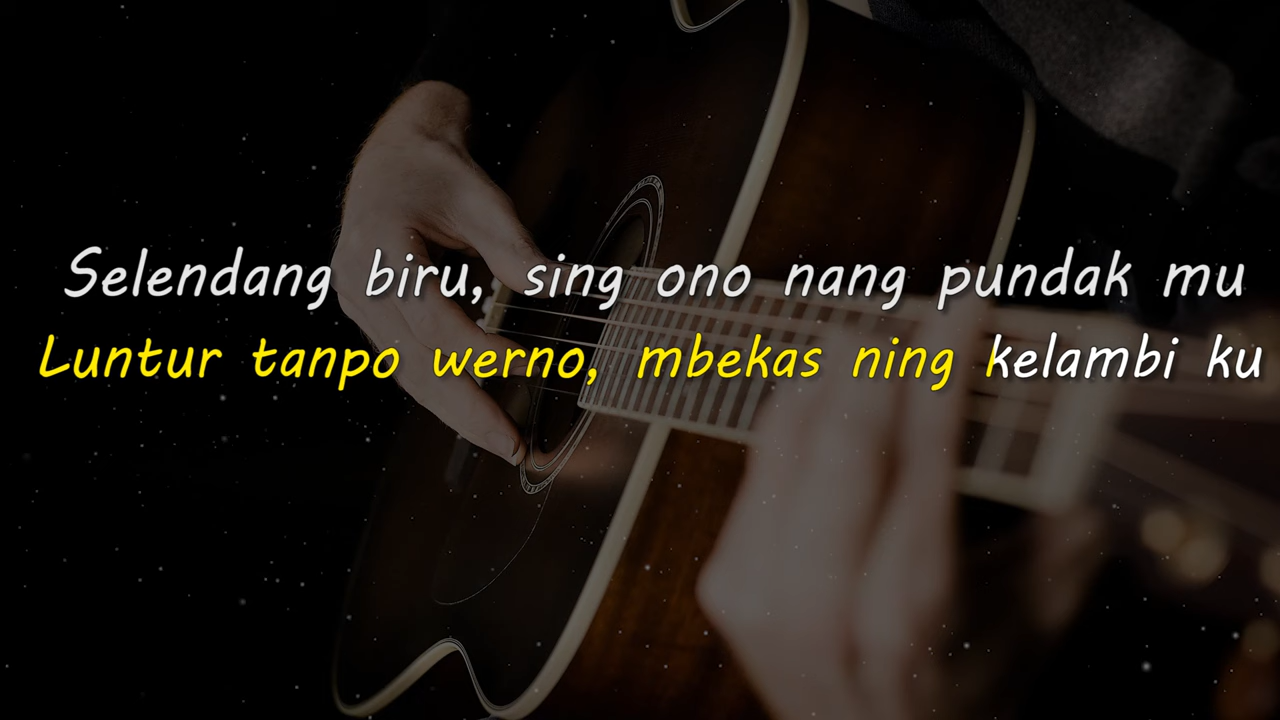 Selendang biru, sing ono nang pundak mu
Luntur tanpo werno, mbekas ning kelambi ku